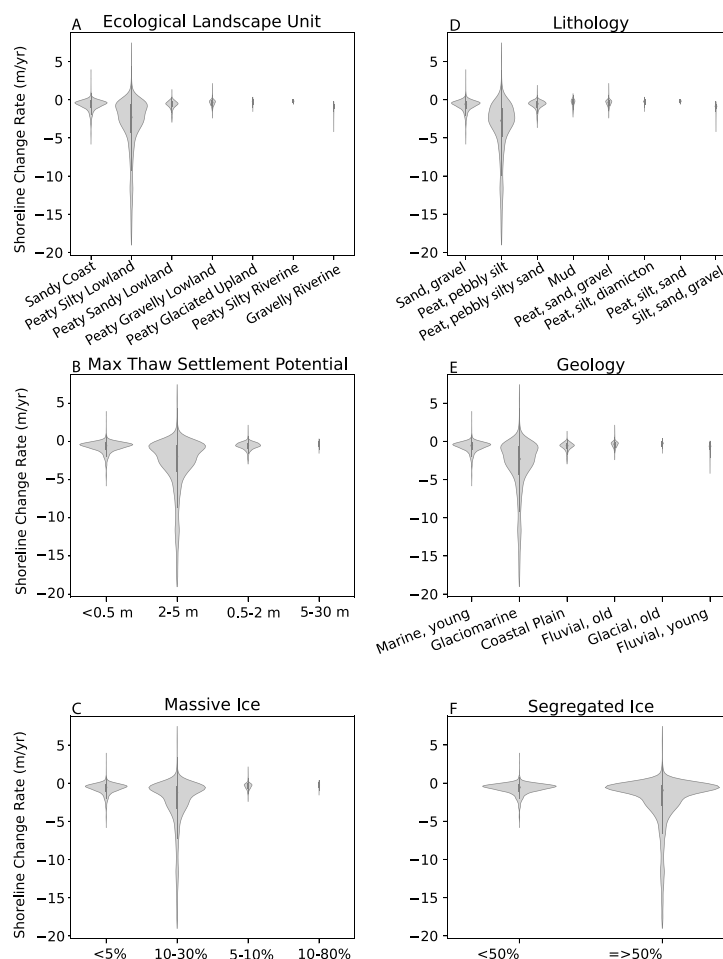 A
Ecological Landscape Unit
Shoreline Change Rate (m/yr)
5
0
−5
−10
−15
−20
Sandy Coast
Peaty Silty Lowland
Peaty Sandy Lowland
Peaty Gravelly Lowland
Peaty Glaciated Upland
Peaty Silty Riverine
Gravelly Riverine
D
Lithology
5
0
−5
−10
−15
−20
Sand, gravel
Peat, pebbly silt
Peat, pebbly silty sand
Mud
Peat, sand, gravel
Peat, silt, diamicton
Peat, silt, sand
Silt, sand, gravel
B
Max Thaw Settlement Potential
Shoreline Change Rate (m/yr)
5
0
−5
−10
−15
−20
<0.5 m
2-5 m
0.5-2 m
5-30 m
E
Geology
5
0
−5
−10
−15
−20
Marine, young
Glaciomarine
Coastal Plain
Fluvial, old
Glacial, old
Fluvial, young
C
Massive Ice
Shoreline Change Rate (m/yr)
5
0
−5
−10
−15
−20
<5%
10-30%
5-10%
10-80%
F
Segregated Ice
5
0
−5
−10
−15
−20
<50%
=>50%